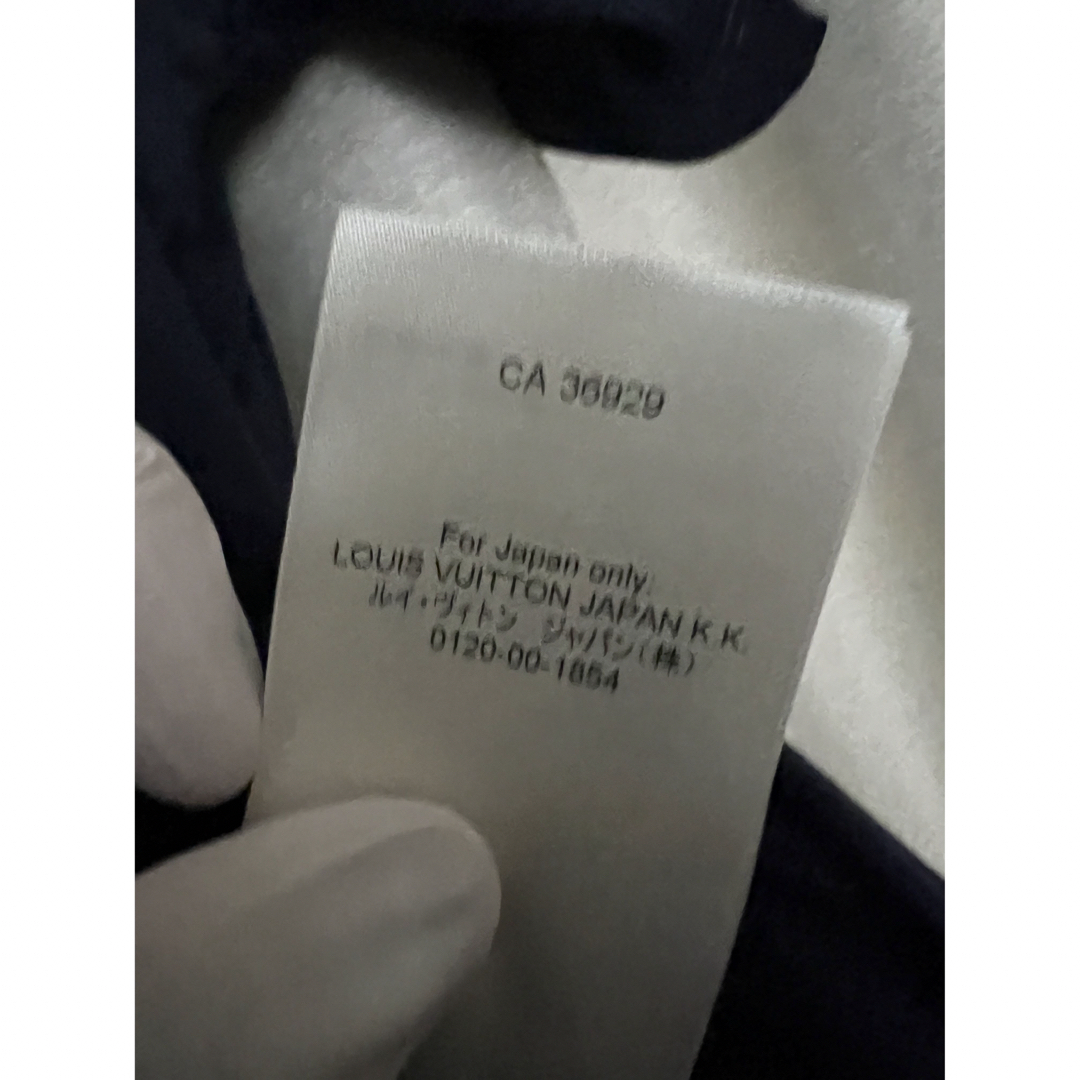 CA 36929
For Japan only:
LOUIS VUITTON JAPAN K.K.
ルイ・ヴィトン ジャパン(株)
0120-00-1854